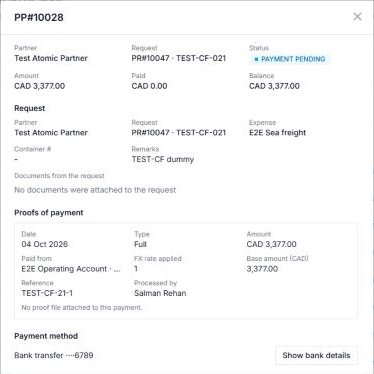 PP#10028
Partner Request Status
Test Atomic Partner PR#10047 · TEST-CF-021 PAYMENT PENDING
Amount Paid Balance
CAD 3,377.00 CAD 0.00 CAD 3,377.00
Request
Partner Request Expense
Test Atomic Partner PR#10047 · TEST-CF-021 E2E Sea freight
Container # Remarks
- TEST-CF dummy
Documents from the request
No documents were attached to the request
Proofs of payment
Date Type Amount
04 Oct 2026 Full CAD 3,377.00
Paid from FX rate applied Base amount (CAD)
E2E Operating Account · ... 1 3,377.00
Reference Processed by
TEST-CF-21-1 Salman Rehan
No proof file attached to this payment.
Payment method
Bank transfer ····6789 Show bank details